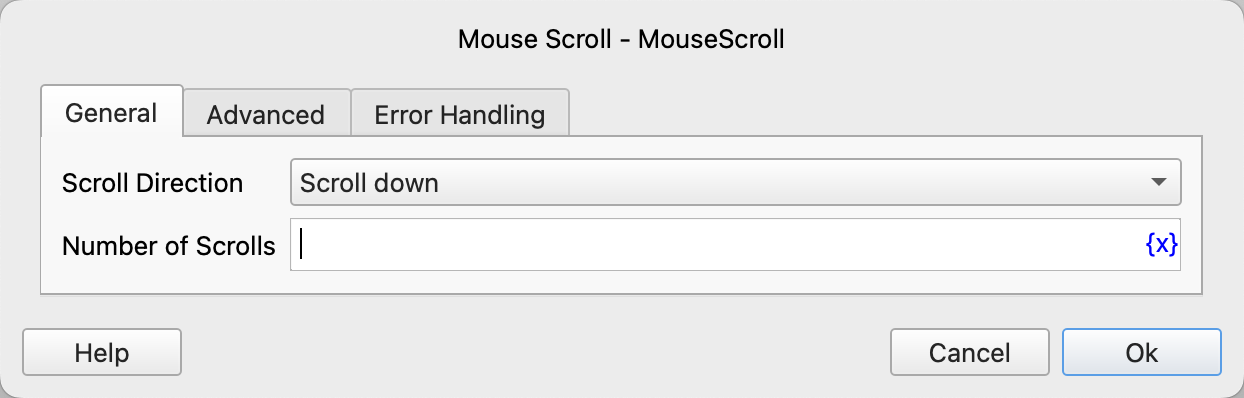 Mouse Scroll - MouseScroll
General Advanced Error Handling
Scroll Direction Scroll down
Number of Scrolls {x}
Help Cancel Ok